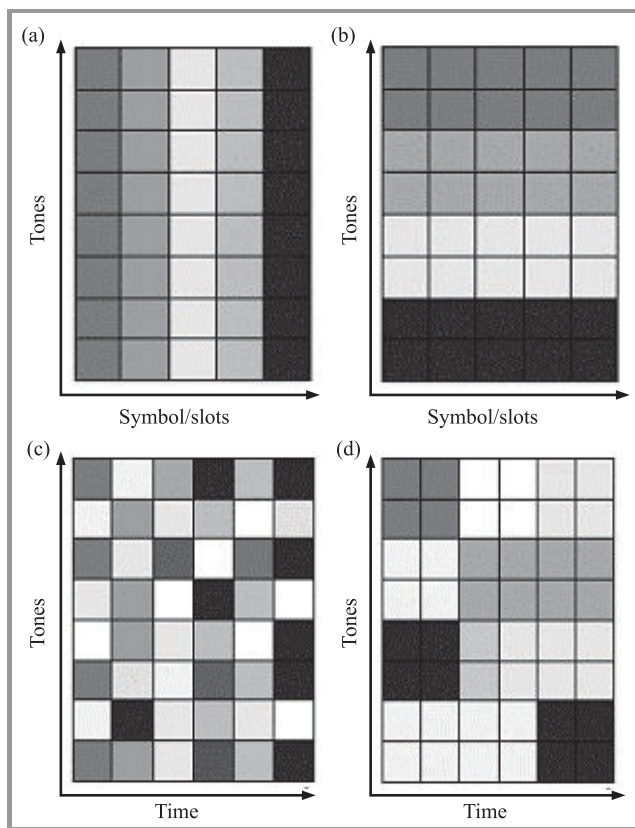 (a)
Tones
Symbol/slots
(b)
Tones
Symbol/slots
(c)
Tones
Time
(d)
Tones
Time